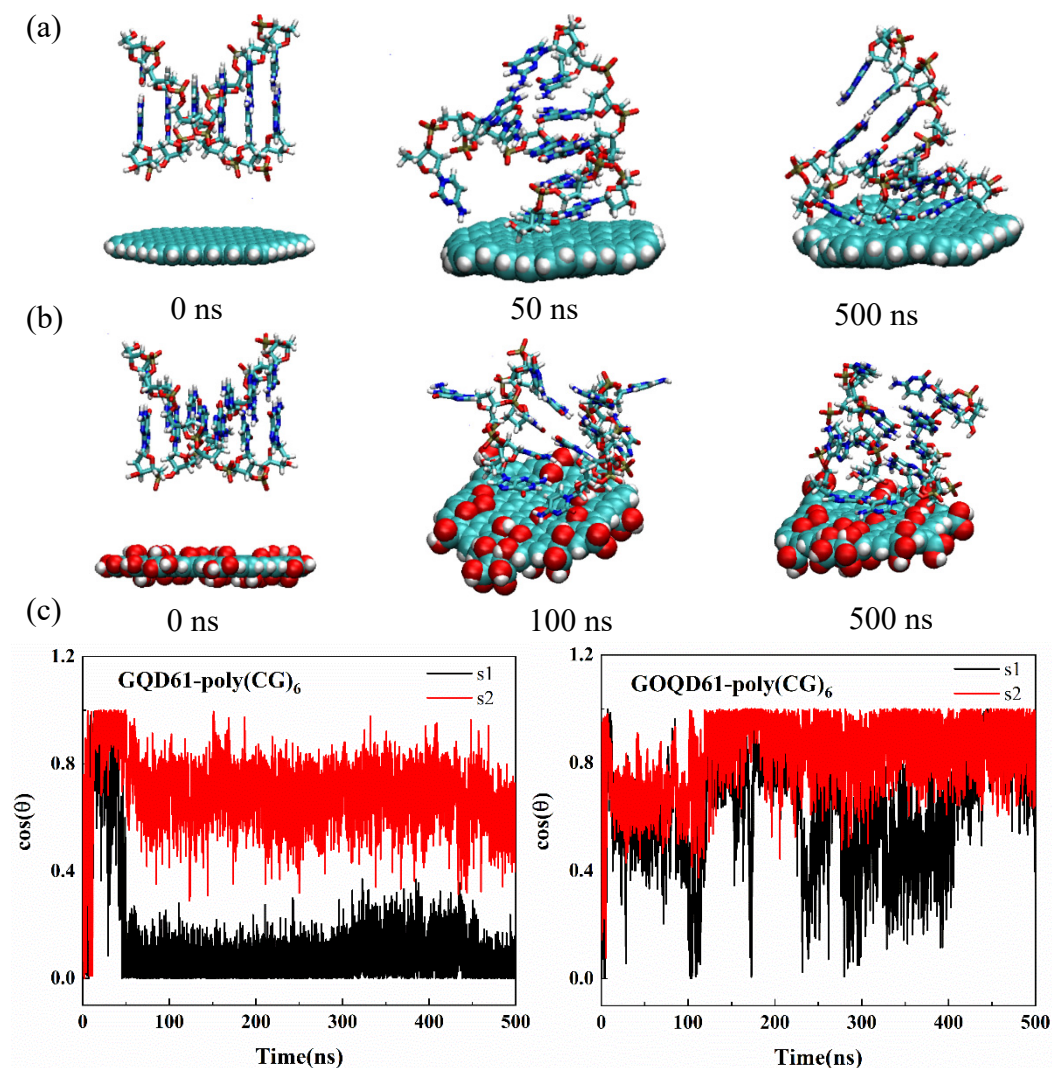 (a)
0 ns
50 ns
500 ns
(b)
0 ns
100 ns
500 ns
(c)
1.2
0.8
0.4
0.0
cos(θ)
GQD61-poly(CG)₆
s1
s2
0
100
200
300
400
500
Time(ns)
1.2
0.8
0.4
0.0
cos(θ)
GOQD61-poly(CG)₆
s1
s2
0
100
200
300
400
500
Time(ns)